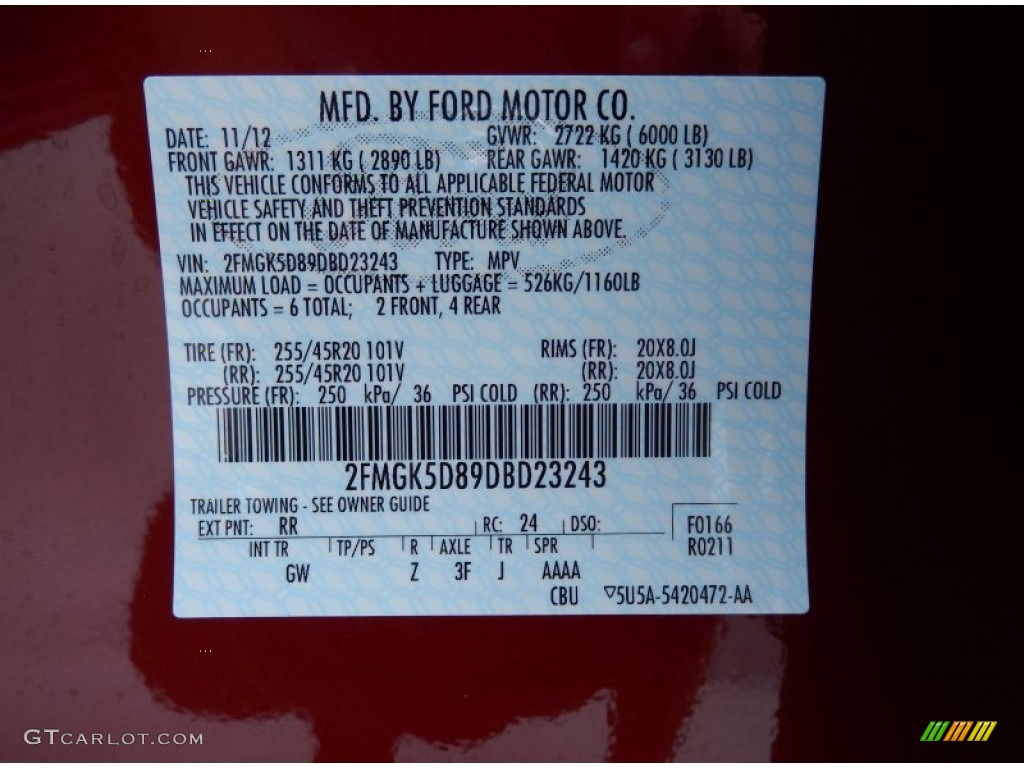 MFD. BY FORD MOTOR CO.
DATE: 11/12 GVWR: 2722 KG ( 6000 LB)
FRONT GAWR: 1311 KG ( 2890 LB) REAR GAWR: 1420 KG ( 3130 LB)
THIS VEHICLE CONFORMS TO ALL APPLICABLE FEDERAL MOTOR
VEHICLE SAFETY AND THEFT PREVENTION STANDARDS
IN EFFECT ON THE DATE OF MANUFACTURE SHOWN ABOVE.
VIN: 2FMGK5D89DBD23243 TYPE: MPV
MAXIMUM LOAD = OCCUPANTS + LUGGAGE = 526KG/1160LB
OCCUPANTS = 6 TOTAL; 2 FRONT, 4 REAR
TIRE (FR): 255/45R20 101V RIMS (FR): 20X8.0J
(RR): 255/45R20 101V (RR): 20X8.0J
PRESSURE (FR): 250 kPa/ 36 PSI COLD (RR): 250 kPa/ 36 PSI COLD
2FMGK5D89DBD23243
TRAILER TOWING - SEE OWNER GUIDE
EXT PNT: RR RC: 24 DSO: F0166
INT TR TP/PS R AXLE TR SPR R0211
GW Z 3F J AAAA
CBU ▽5U5A-5420472-AA
GTCARLOT.COM